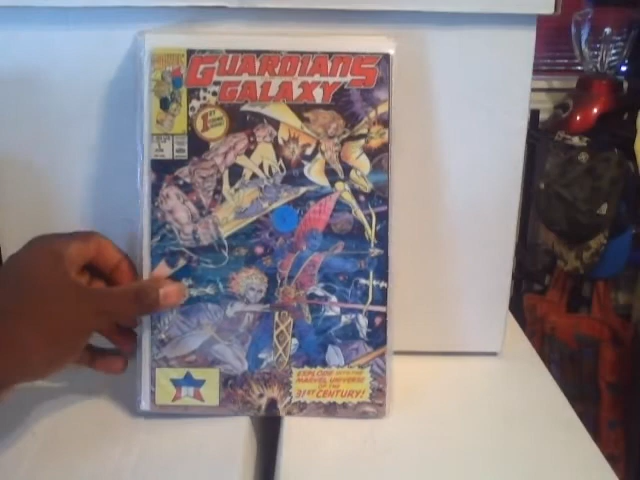 GUARDIANS
GALAXY
1ST
EXPLODE INTO THE
MARVEL UNIVERSE
OF THE
31ST CENTURY!